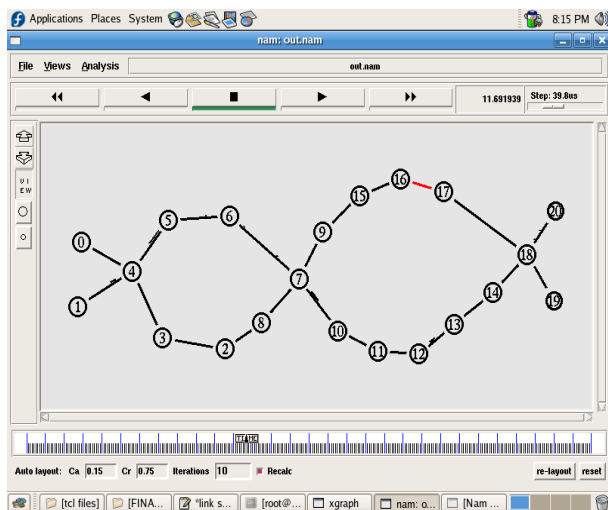 Applications Places System 8:15 PM
nam: out.nam
File Views Analysis out.nam
11.691939 Step: 39.8us
VIEW
0
1
2
3
4
5
6
7
8
9
10
11
12
13
14
15
16
17
18
19
20
TIME
Auto layout: Ca 0.15 Cr 0.75 Iterations 10 Recalc re-layout reset
[tcl files] [FINA... "link s... [root@... xgraph nam: o... [Nam ...